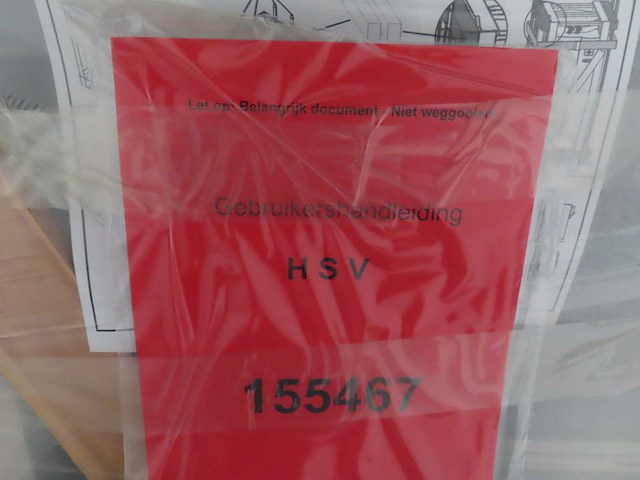 Let op: Belangrijk document - Niet weggooien
Gebruikershandleiding
H S V
155467